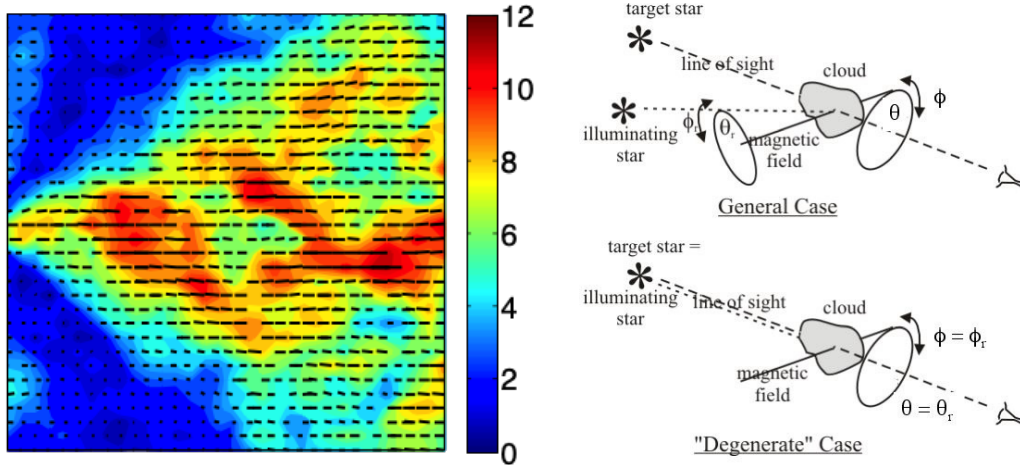 12
10
8
6
4
2
0
target star
line of sight
cloud
ϕ
θ
illuminating
star
ϕr
θr
magnetic
field
General Case
target star =
illuminating
star
line of sight
cloud
ϕ = ϕr
magnetic
field
θ = θr
"Degenerate" Case